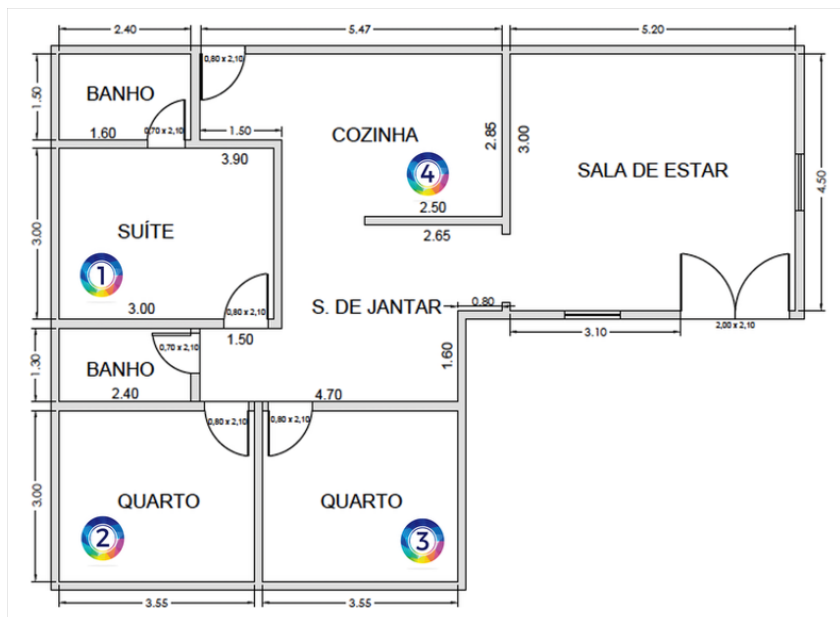 2.40
5.47
5.20
0,80 x 2,10
BANHO
1.50
1.60
0,70 x 2,10
1.50
3.90
COZINHA
2.85
3.00
SALA DE ESTAR
4.50
4
2.50
2.65
3.00
SUÍTE
1
3.00
0,80 x 2,10
S. DE JANTAR
0.80
3.10
2,00 x 2,10
1.50
1.30
0,70 x 2,10
BANHO
2.40
1.60
4.70
0,80 x 2,10
0,80 x 2,10
3.00
QUARTO
QUARTO
2
3
3.55
3.55